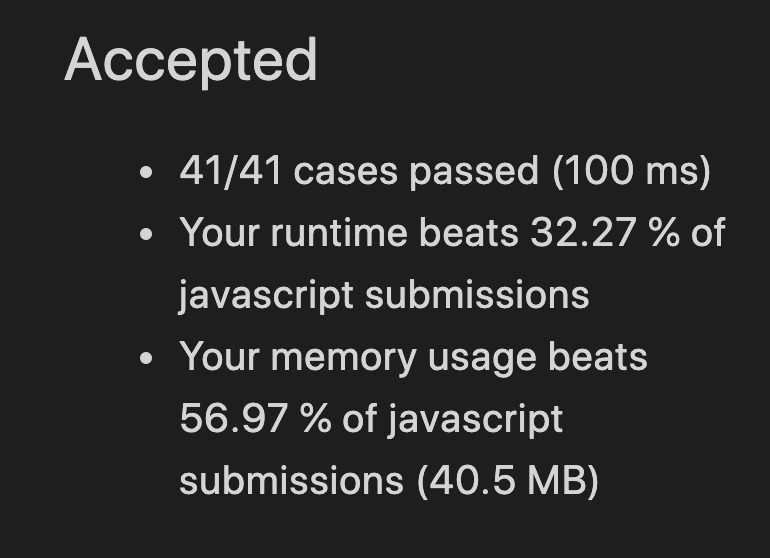 Accepted
• 41/41 cases passed (100 ms)
• Your runtime beats 32.27 % of
javascript submissions
• Your memory usage beats
56.97 % of javascript
submissions (40.5 MB)